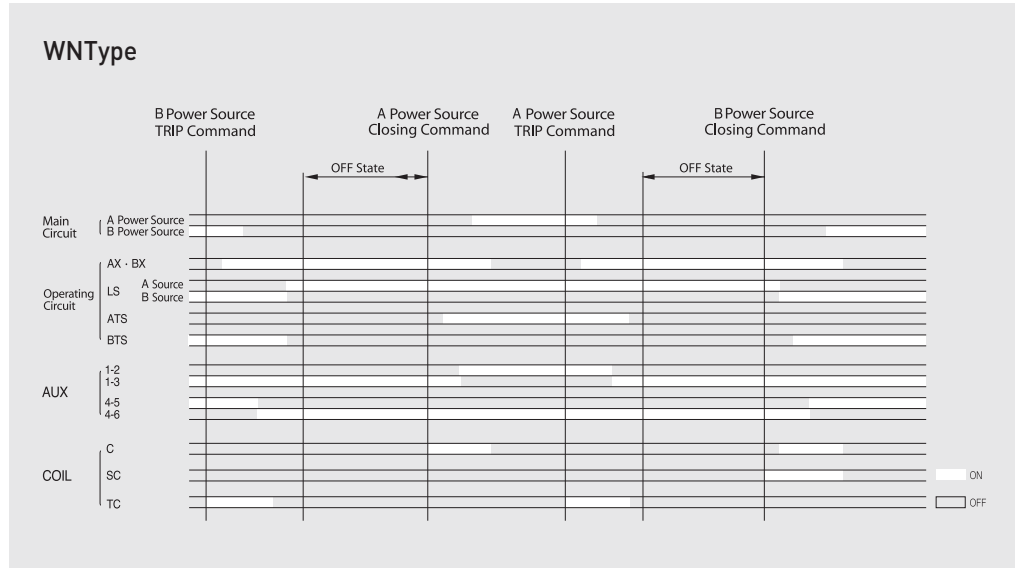 WNType
B Power Source
TRIP Command
A Power Source
Closing Command
A Power Source
TRIP Command
B Power Source
Closing Command
OFF State
OFF State
Main
Circuit
A Power Source
B Power Source
Operating
Circuit
AX · BX
LS
A Source
B Source
ATS
BTS
AUX
1-2
1-3
4-5
4-6
COIL
C
SC
TC
ON
OFF